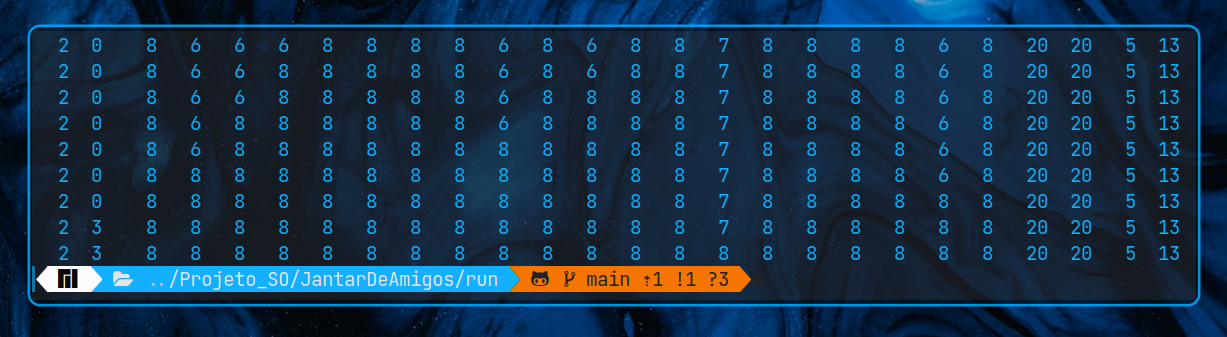 2 0 8 6 6 6 8 8 8 8 6 8 6 8 8 7 8 8 8 8 6 8 20 20 5 13
2 0 8 6 6 8 8 8 8 8 6 8 6 8 8 7 8 8 8 8 6 8 20 20 5 13
2 0 8 6 6 8 8 8 8 8 6 8 8 8 8 7 8 8 8 8 6 8 20 20 5 13
2 0 8 6 8 8 8 8 8 8 6 8 8 8 8 7 8 8 8 8 6 8 20 20 5 13
2 0 8 6 8 8 8 8 8 8 8 8 8 8 8 7 8 8 8 8 6 8 20 20 5 13
2 0 8 8 8 8 8 8 8 8 8 8 8 8 8 7 8 8 8 8 6 8 20 20 5 13
2 0 8 8 8 8 8 8 8 8 8 8 8 8 8 7 8 8 8 8 8 8 20 20 5 13
2 3 8 8 8 8 8 8 8 8 8 8 8 8 8 7 8 8 8 8 8 8 20 20 5 13
2 3 8 8 8 8 8 8 8 8 8 8 8 8 8 8 8 8 8 8 8 8 20 20 5 13
../Projeto_SO/JantarDeAmigos/run main ⇡1 !1 ?3